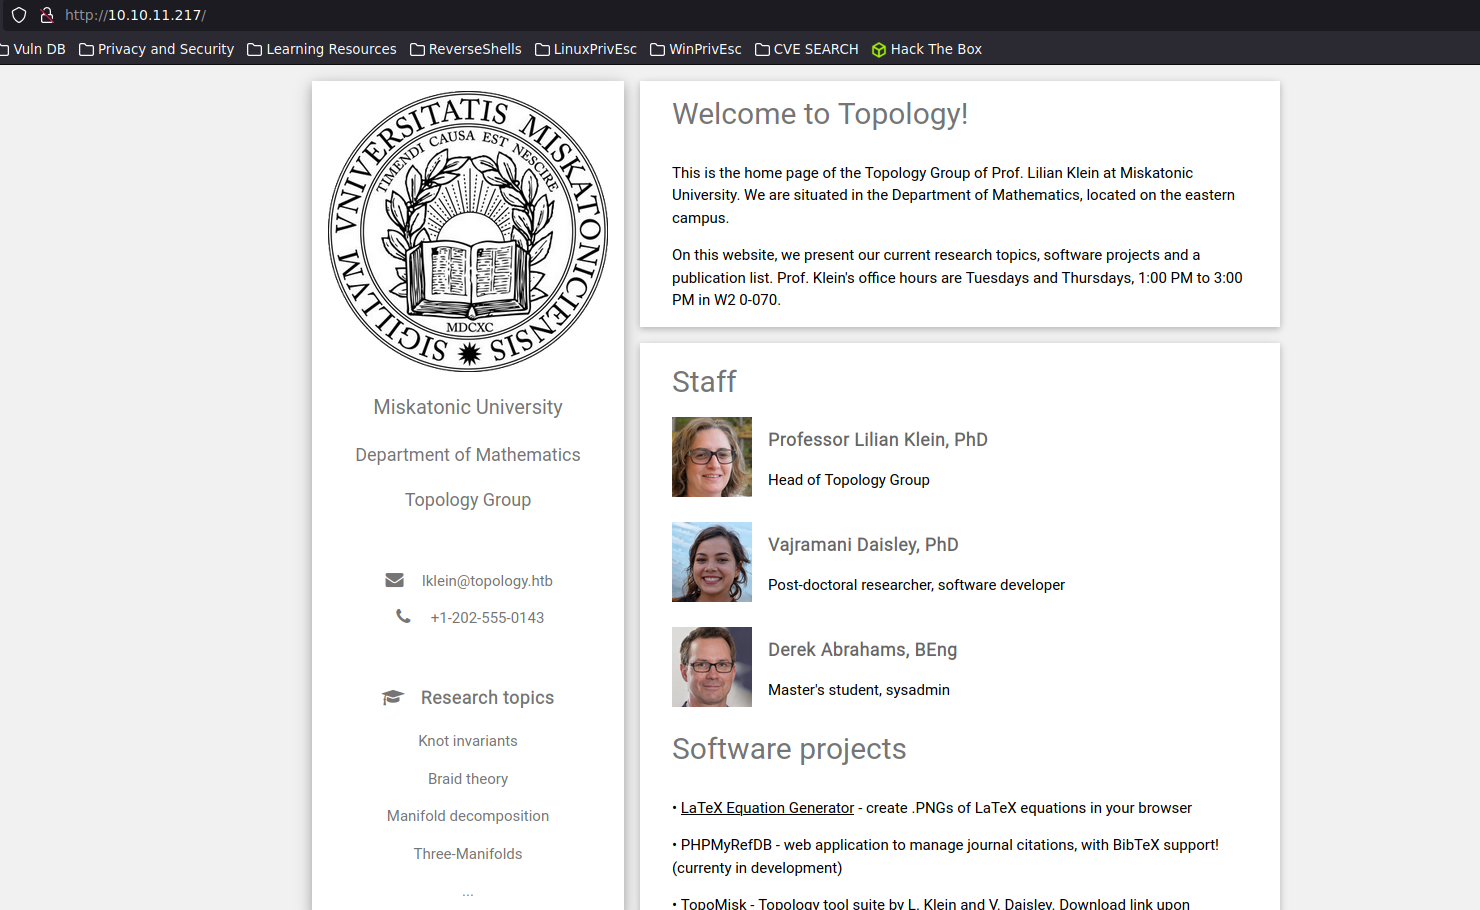 http://10.10.11.217/
Vuln DB Privacy and Security Learning Resources ReverseShells LinuxPrivEsc WinPrivEsc CVE SEARCH Hack The Box
SIGILLVM VNIVERSITATIS MISKATONICIENSIS
TIMENDI CAUSA EST NESCIRE
MDCXC
Miskatonic University
Department of Mathematics
Topology Group
lklein@topology.htb
+1-202-555-0143
Research topics
Knot invariants
Braid theory
Manifold decomposition
Three-Manifolds
...
Welcome to Topology!
This is the home page of the Topology Group of Prof. Lilian Klein at Miskatonic
University. We are situated in the Department of Mathematics, located on the eastern
campus.
On this website, we present our current research topics, software projects and a
publication list. Prof. Klein's office hours are Tuesdays and Thursdays, 1:00 PM to 3:00
PM in W2 0-070.
Staff
Professor Lilian Klein, PhD
Head of Topology Group
Vajramani Daisley, PhD
Post-doctoral researcher, software developer
Derek Abrahams, BEng
Master's student, sysadmin
Software projects
• LaTeX Equation Generator - create .PNGs of LaTeX equations in your browser
• PHPMyRefDB - web application to manage journal citations, with BibTeX support!
(currenty in development)
• TopoMisk - Topology tool suite by L. Klein and V. Daisley. Download link upon